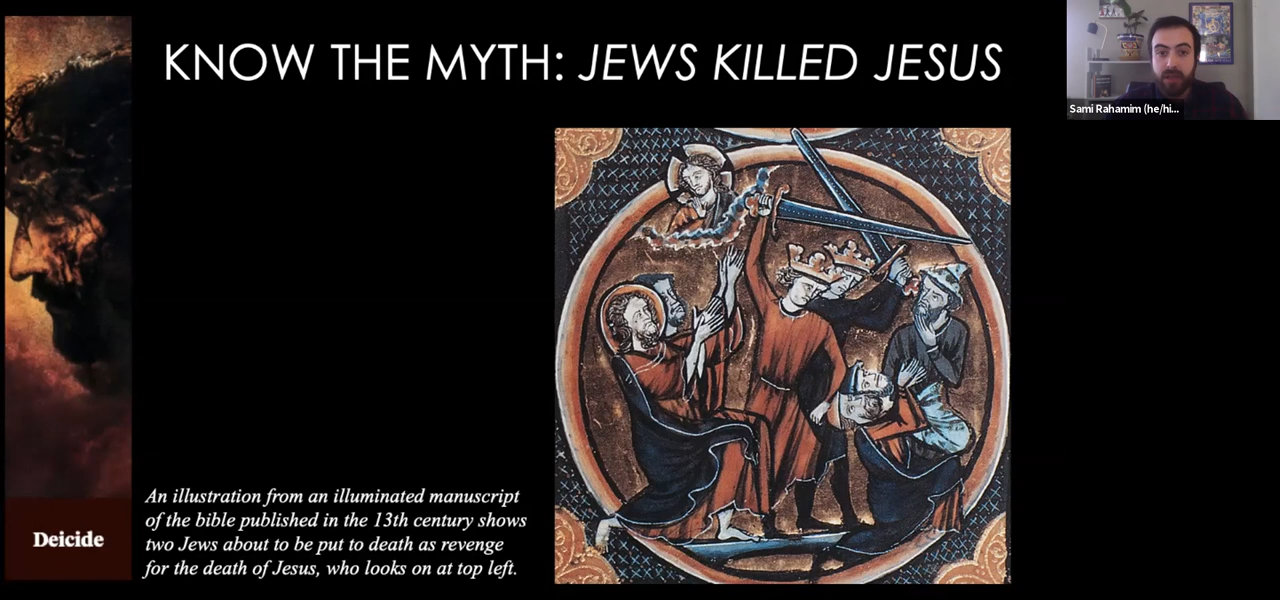 KNOW THE MYTH: JEWS KILLED JESUS
Sami Rahamim (he/hi...
An illustration from an illuminated manuscript
of the bible published in the 13th century shows
two Jews about to be put to death as revenge
for the death of Jesus, who looks on at top left.
Deicide